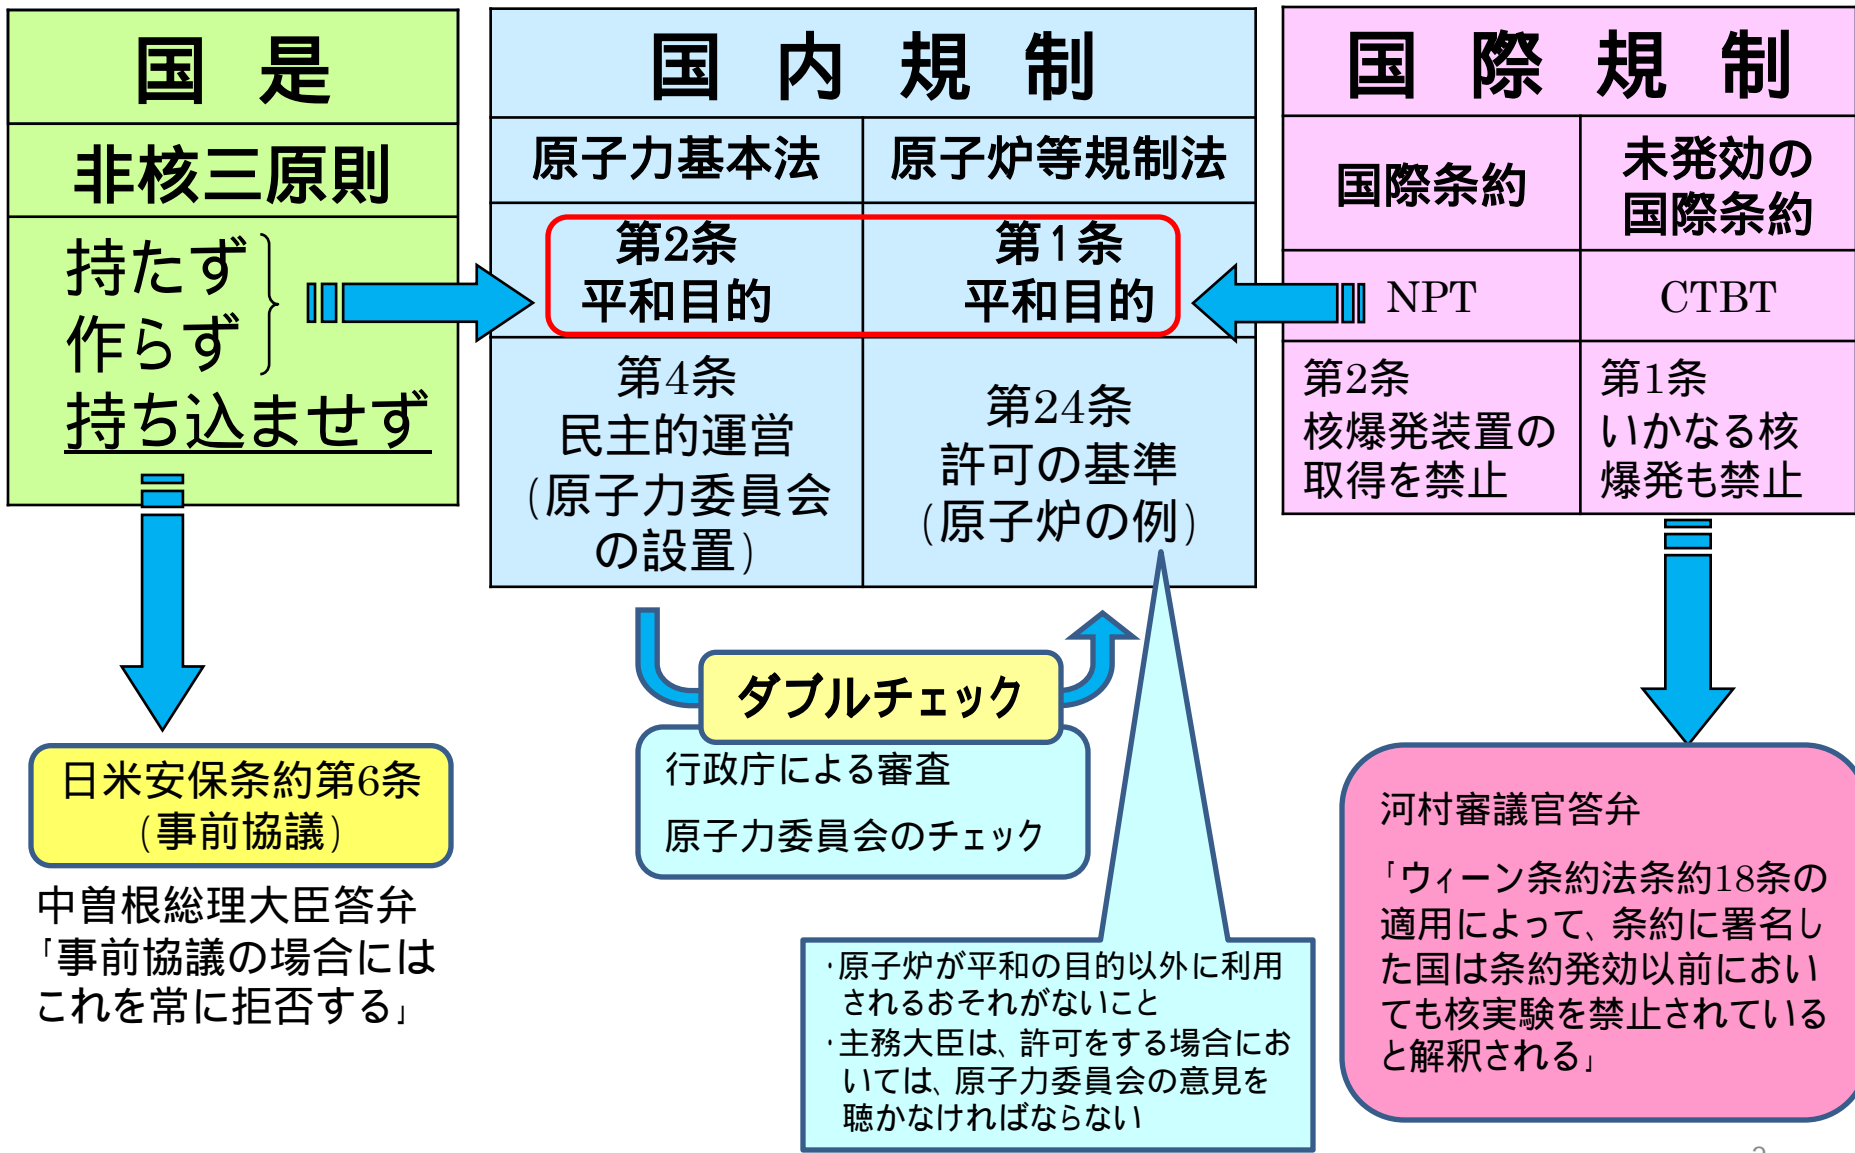 国是
非核三原則
持たず
作らず
持ち込ませず
日米安保条約第6条
(事前協議)
中曽根総理大臣答弁
「事前協議の場合には
これを常に拒否する」
国内規制
原子力基本法
原子炉等規制法
第2条
平和目的
第1条
平和目的
第4条
民主的運営
(原子力委員会
の設置)
第24条
許可の基準
(原子炉の例)
ダブルチェック
行政庁による審査
原子力委員会のチェック
・原子炉が平和の目的以外に利用
されるおそれがないこと
・主務大臣は、許可をする場合にお
いては、原子力委員会の意見を
聴かなければならない
国際規制
国際条約
未発効の
国際条約
NPT
CTBT
第2条
核爆発装置の
取得を禁止
第1条
いかなる核
爆発も禁止
河村審議官答弁
「ウィーン条約法条約18条の
適用によって、条約に署名し
た国は条約発効以前におい
ても核実験を禁止されている
と解釈される」